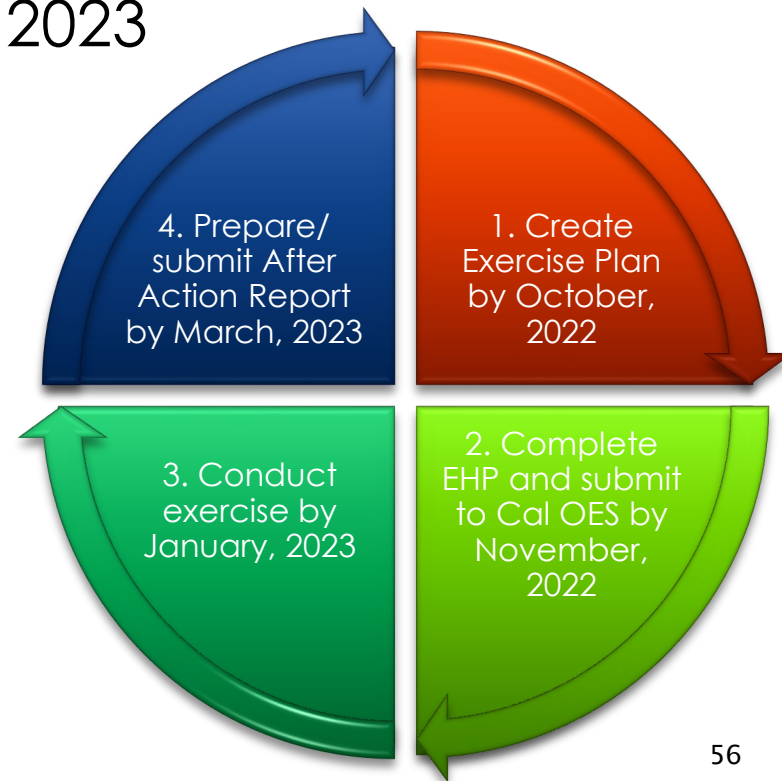 2023
1. Create
Exercise Plan
by October,
2022
2. Complete
EHP and submit
to Cal OES by
November,
2022
3. Conduct
exercise by
January, 2023
4. Prepare/
submit After
Action Report
by March, 2023
56